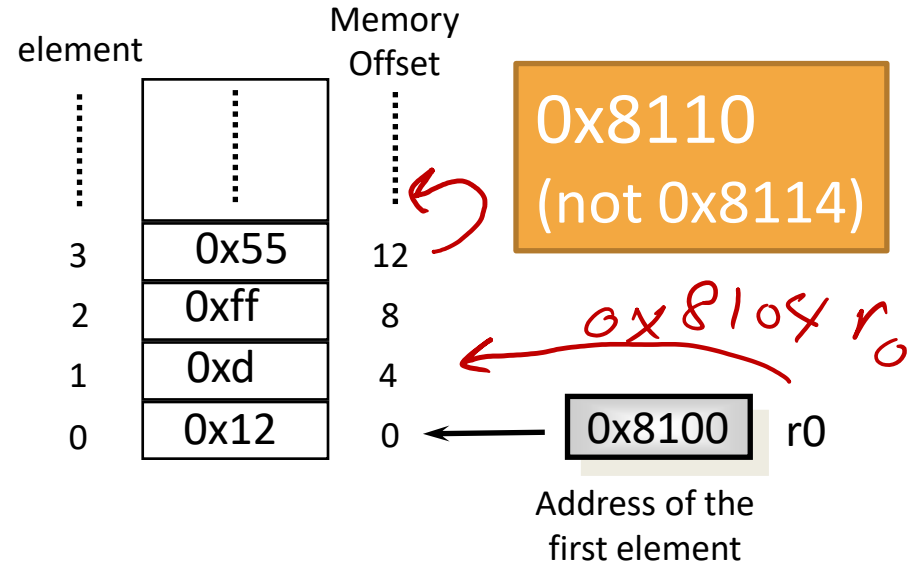 element
Memory
Offset
0x8110
(not 0x8114)
3 0x55 12
2 0xff 8
0x8104 r0
1 0xd 4
0 0x12 0 0x8100 r0
Address of the
first element